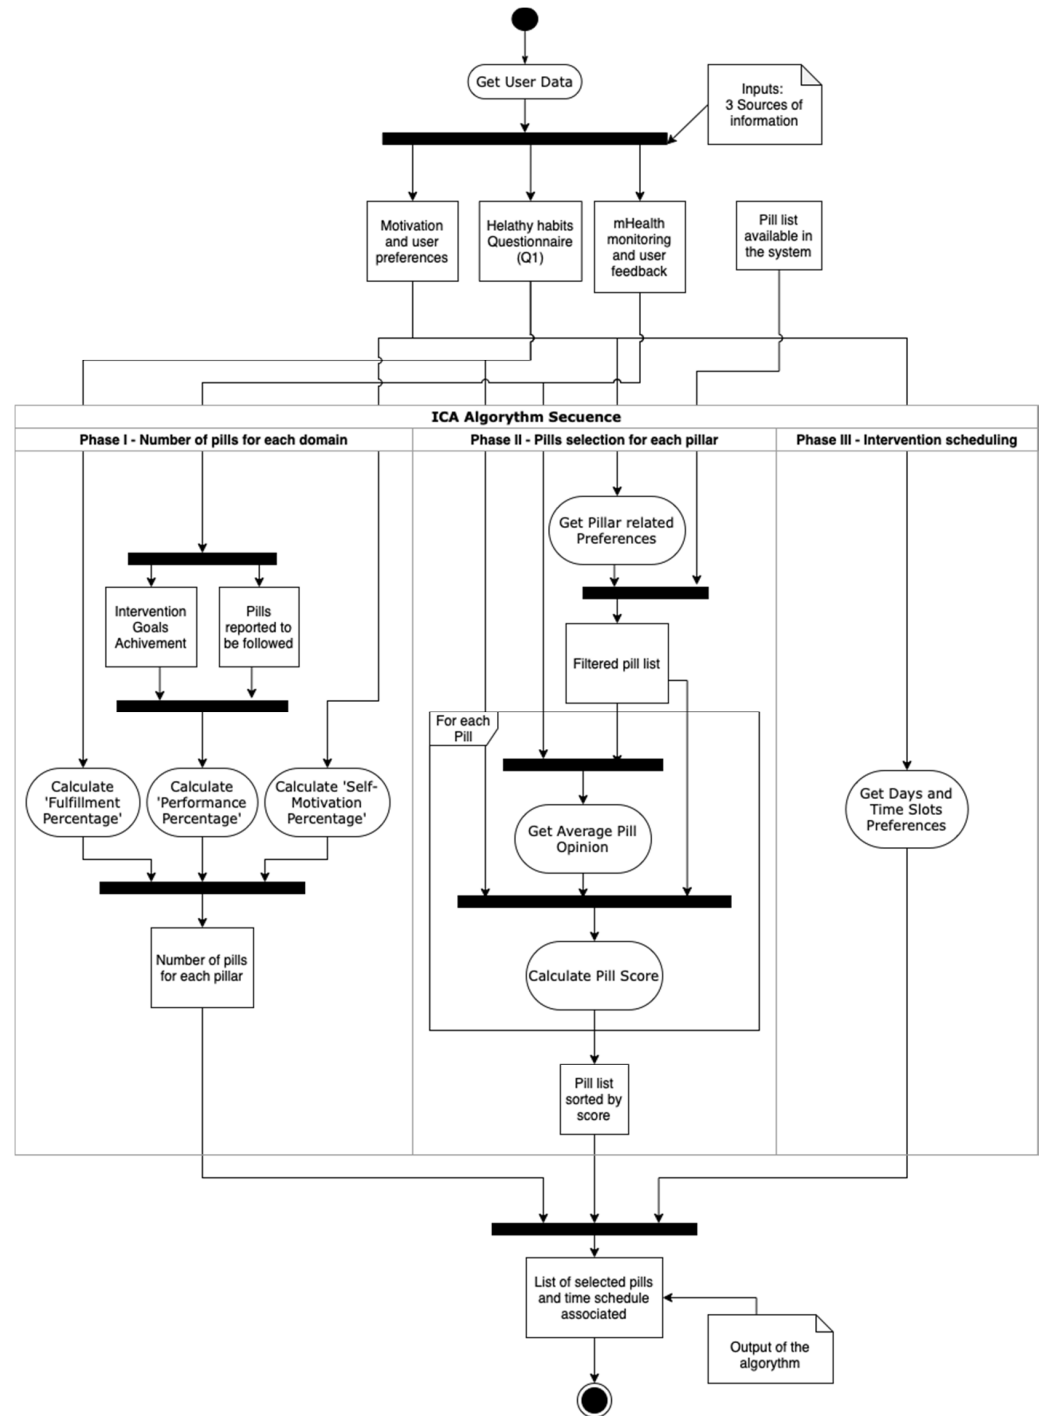 Get User Data
Inputs:
3 Sources of
information
Motivation
and user
preferences
Helathy habits
Questionnaire
(Q1)
mHealth
monitoring
and user
feedback
Pill list
available in
the system
ICA Algorythm Secuence
Phase I - Number of pills for each domain
Phase II - Pills selection for each pillar
Phase III - Intervention scheduling
Get Pillar related
Preferences
Intervention
Goals
Achivement
Pills
reported to
be followed
Filtered pill list
For each
Pill
Calculate
'Fulfillment
Percentage'
Calculate
'Performance
Percentage'
Calculate 'Self-
Motivation
Percentage'
Get Average Pill
Opinion
Get Days and
Time Slots
Preferences
Number of pills
for each pillar
Calculate Pill Score
Pill list
sorted by
score
List of selected pills
and time schedule
associated
Output of the
algorythm